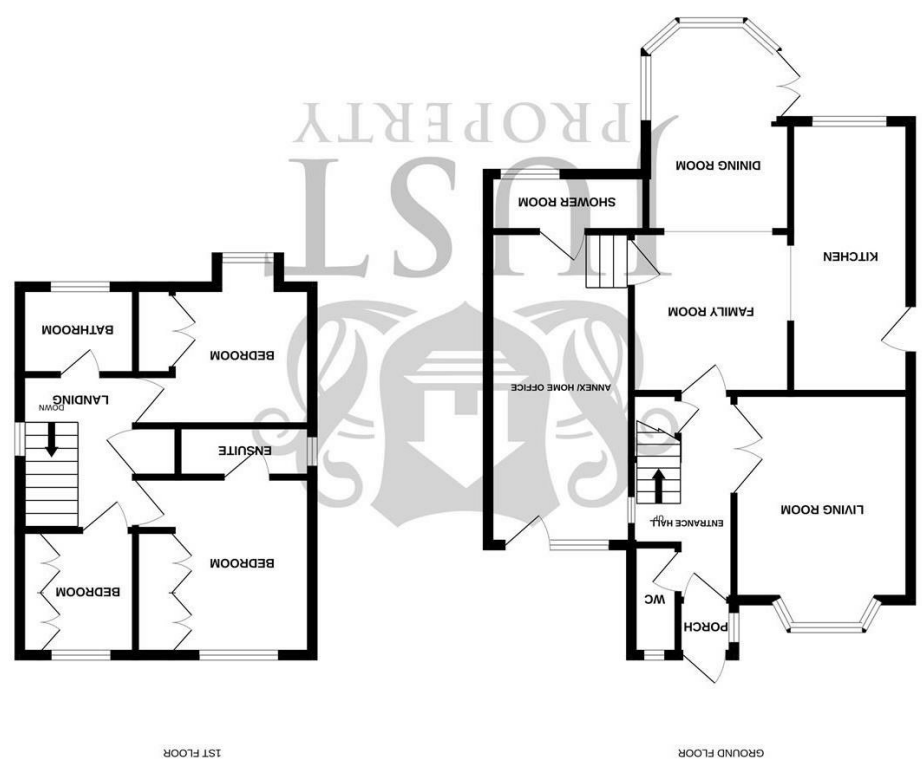 GROUND FLOOR
PORCH
WC
LIVING ROOM
ENTRANCE HALL
UP
ANNEX/ HOME OFFICE
FAMILY ROOM
KITCHEN
SHOWER ROOM
DINING ROOM
1ST FLOOR
BEDROOM
BEDROOM
ENSUITE
DOWN
LANDING
BEDROOM
BATHROOM
JUST
PROPERTY